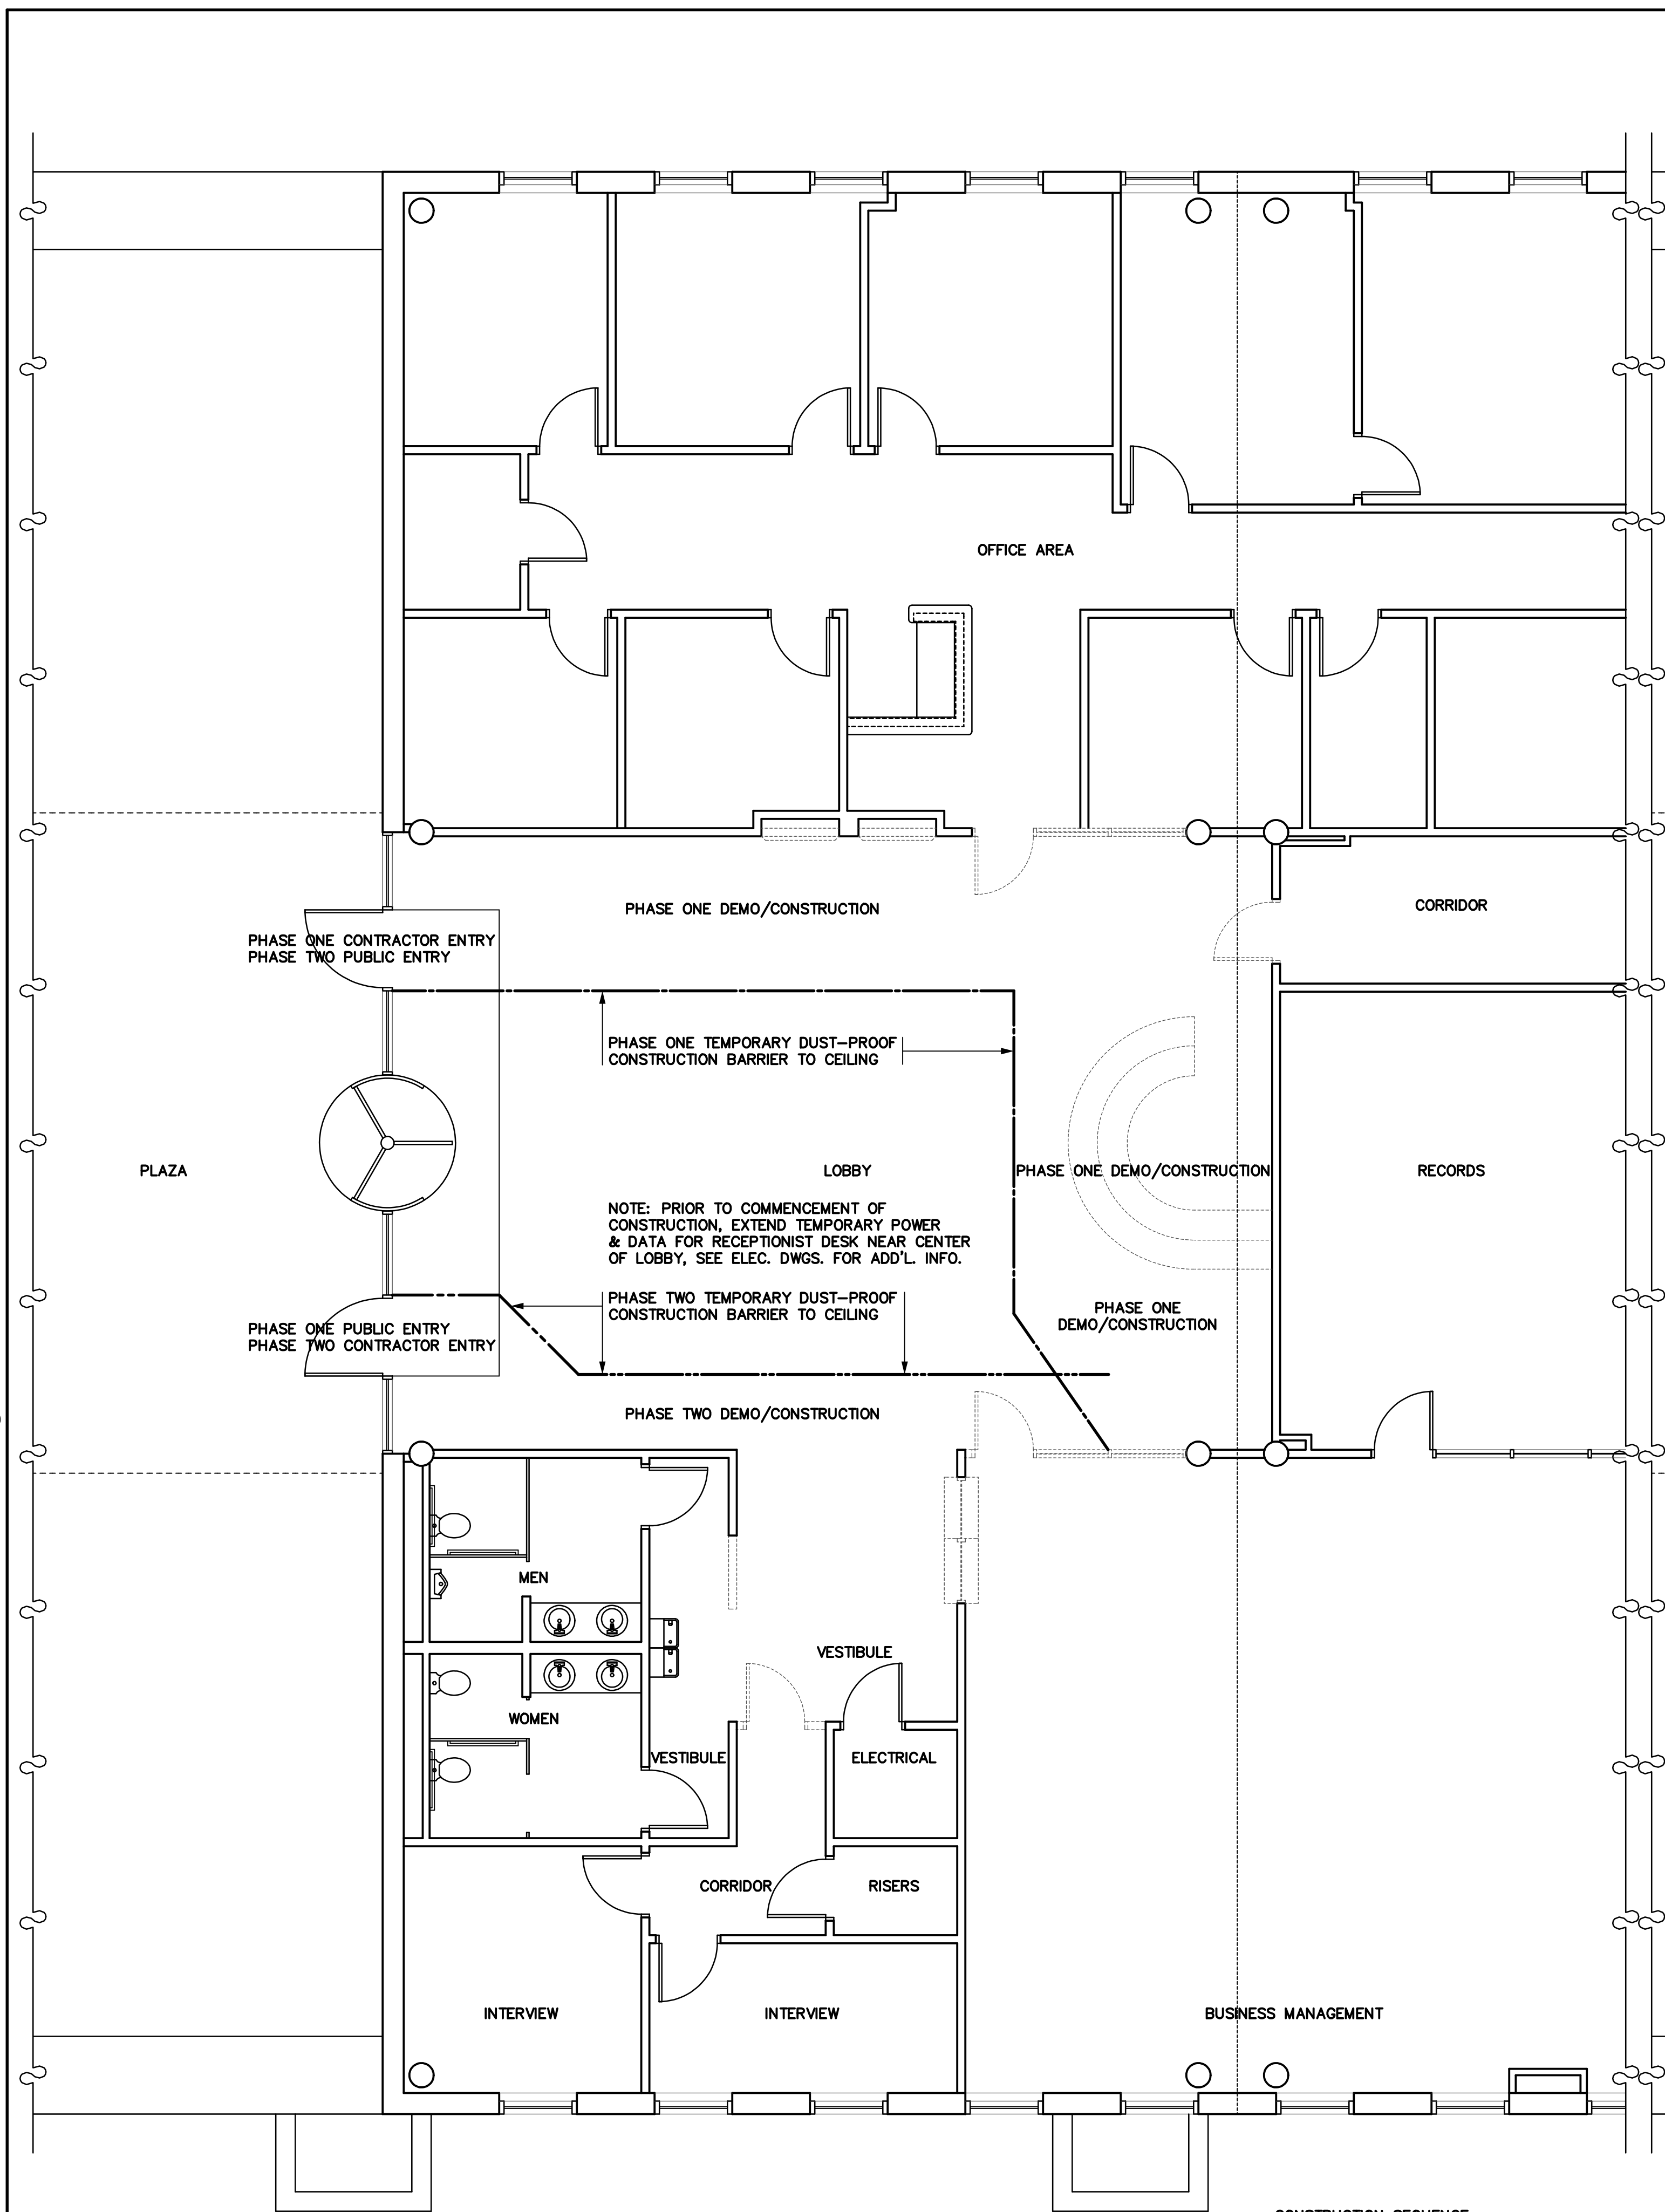 OFFICE AREA
PHASE ONE DEMO/CONSTRUCTION
CORRIDOR
PHASE ONE CONTRACTOR ENTRY
PHASE TWO PUBLIC ENTRY
PHASE ONE TEMPORARY DUST-PROOF
CONSTRUCTION BARRIER TO CEILING
PLAZA
LOBBY
PHASE ONE DEMO/CONSTRUCTION
RECORDS
NOTE: PRIOR TO COMMENCEMENT OF
CONSTRUCTION, EXTEND TEMPORARY POWER
& DATA FOR RECEPTIONIST DESK NEAR CENTER
OF LOBBY, SEE ELEC. DWGS. FOR ADD'L. INFO.
PHASE TWO TEMPORARY DUST-PROOF
CONSTRUCTION BARRIER TO CEILING
PHASE ONE
DEMO/CONSTRUCTION
PHASE ONE PUBLIC ENTRY
PHASE TWO CONTRACTOR ENTRY
PHASE TWO DEMO/CONSTRUCTION
MEN
VESTIBULE
WOMEN
VESTIBULE
ELECTRICAL
CORRIDOR
RISERS
INTERVIEW
INTERVIEW
BUSINESS MANAGEMENT
CONSTRUCTION SEQUENCE